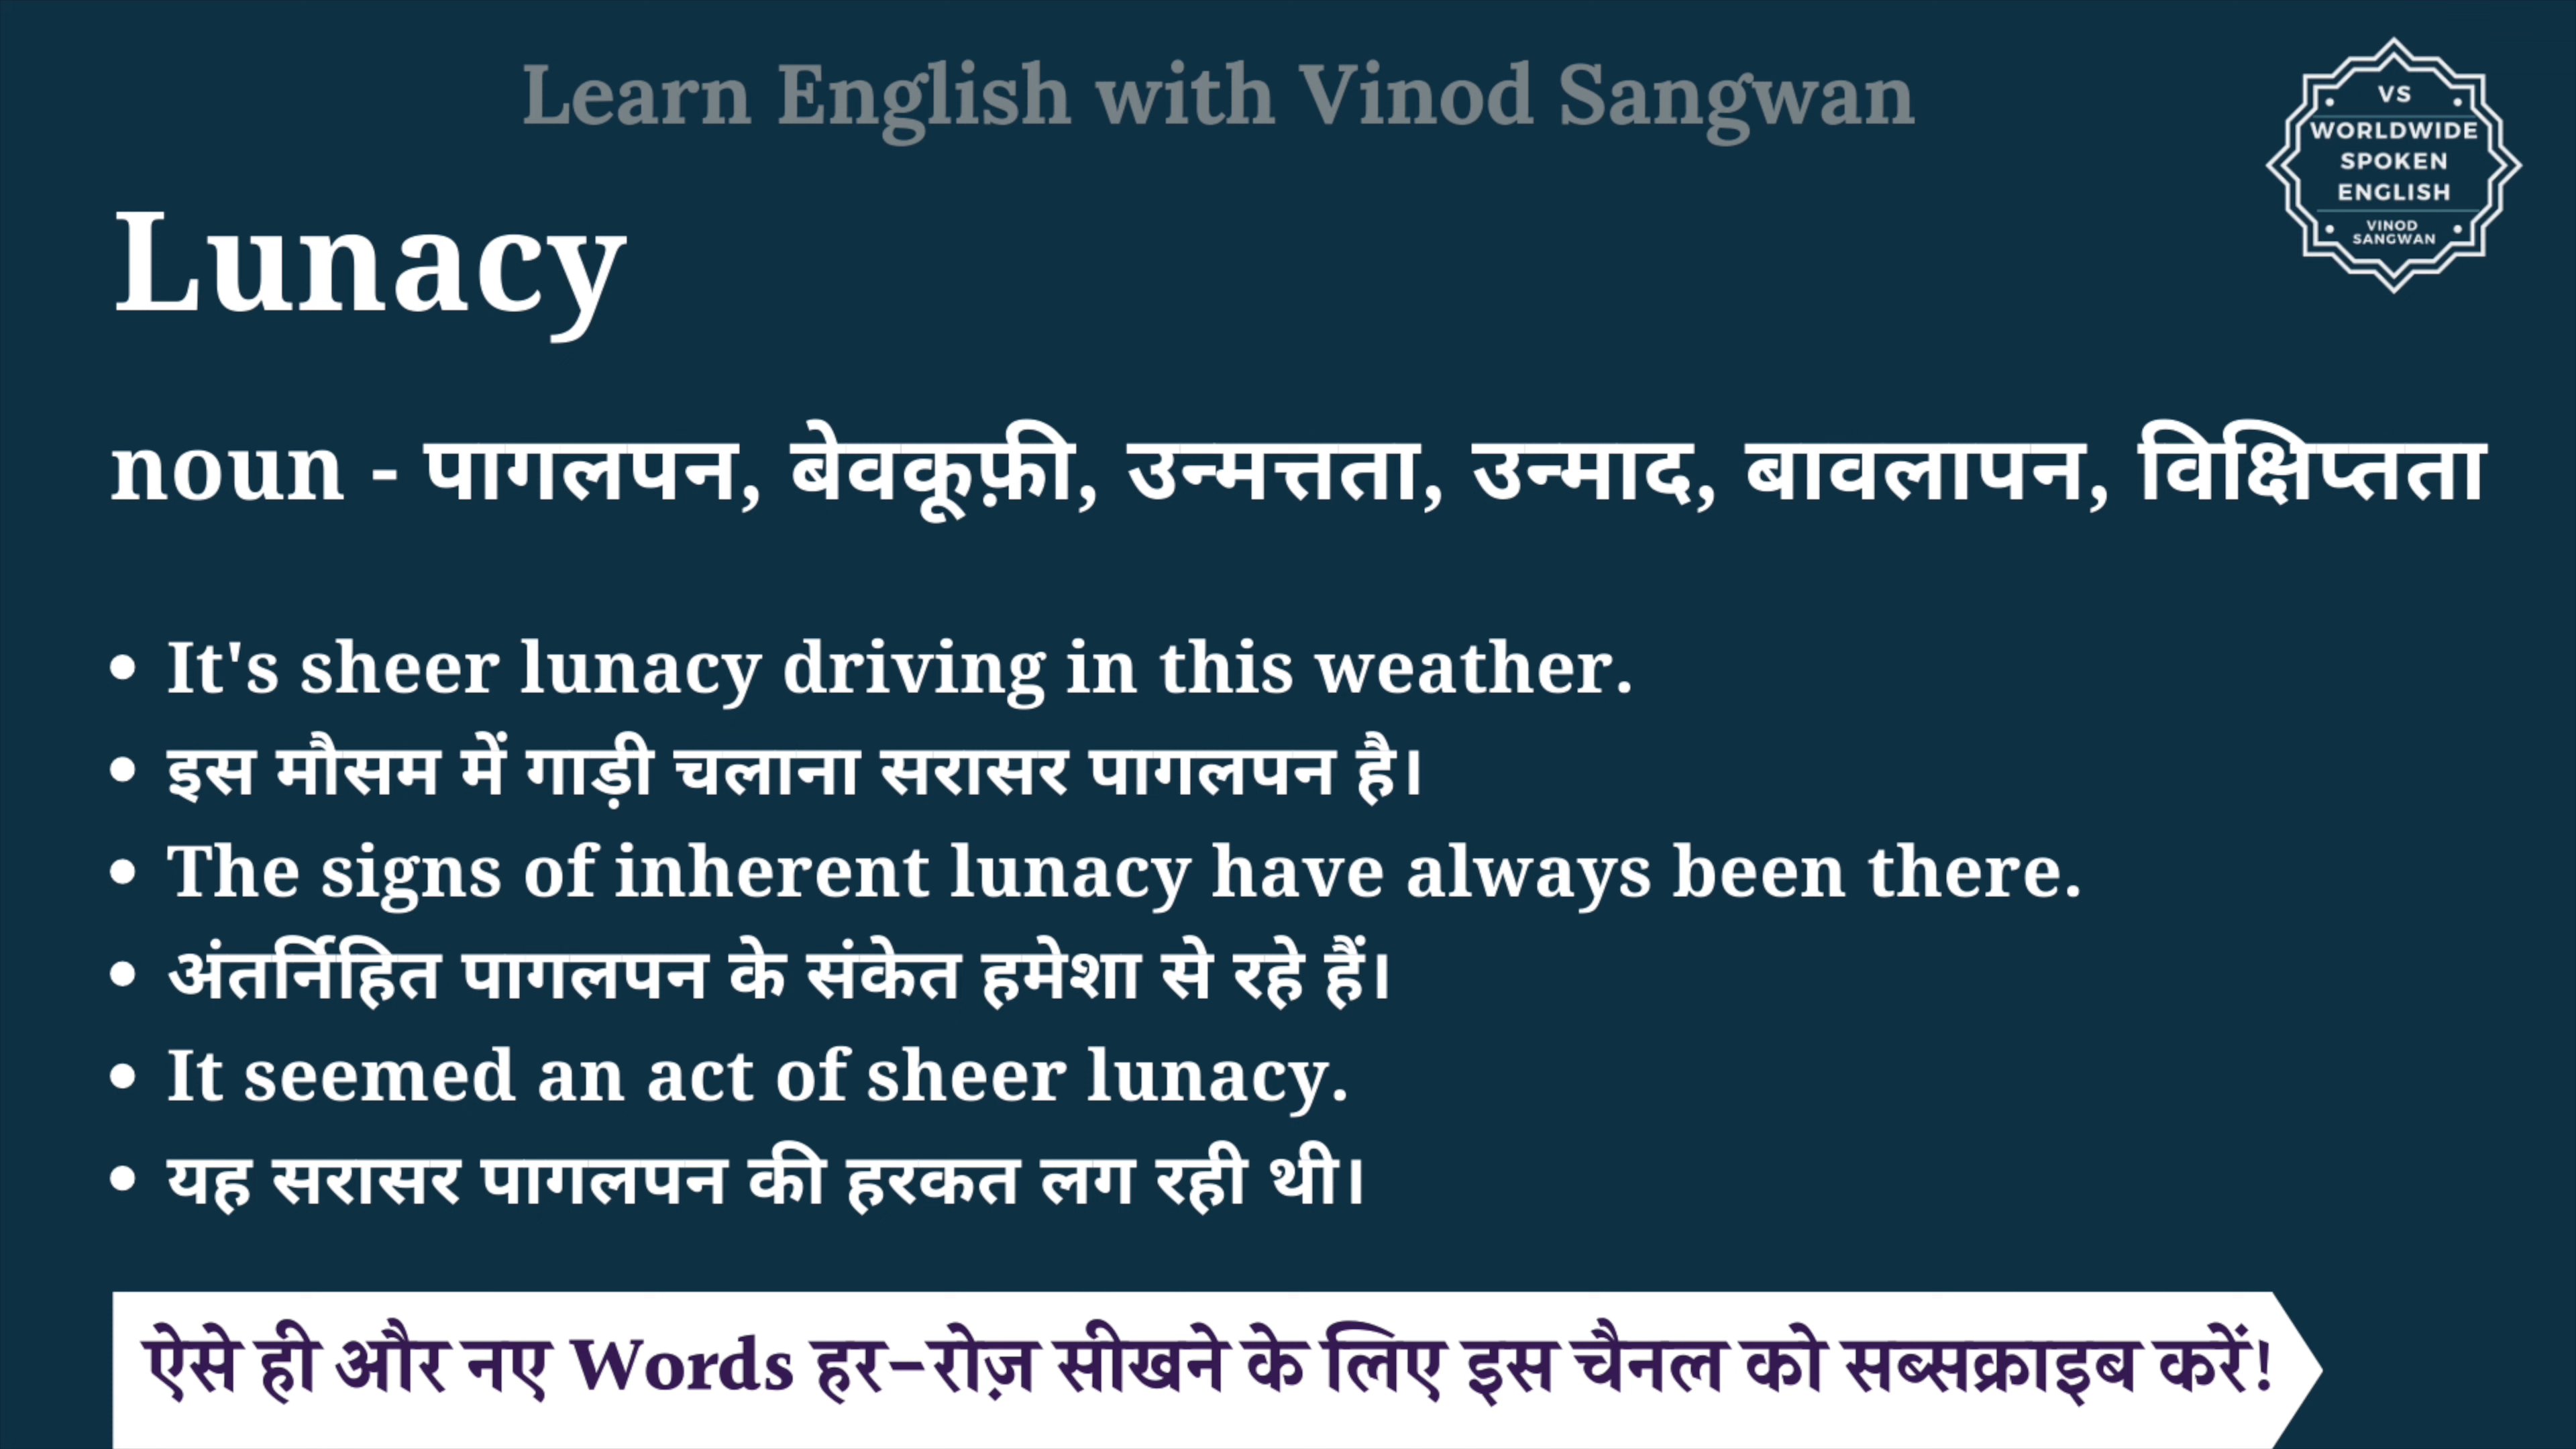 Learn English with Vinod Sangwan
VS
WORLDWIDE
SPOKEN
ENGLISH
VINOD
SANGWAN
Lunacy
noun - पागलपन, बेवकूफ़ी, उन्मत्तता, उन्माद, बावलापन, विक्षिप्तता
• It's sheer lunacy driving in this weather.
• इस मौसम में गाड़ी चलाना सरासर पागलपन है।
• The signs of inherent lunacy have always been there.
• अंतर्निहित पागलपन के संकेत हमेशा से रहे हैं।
• It seemed an act of sheer lunacy.
• यह सरासर पागलपन की हरकत लग रही थी।
ऐसे ही और नए Words हर-रोज़ सीखने के लिए इस चैनल को सब्सक्राइब करें!